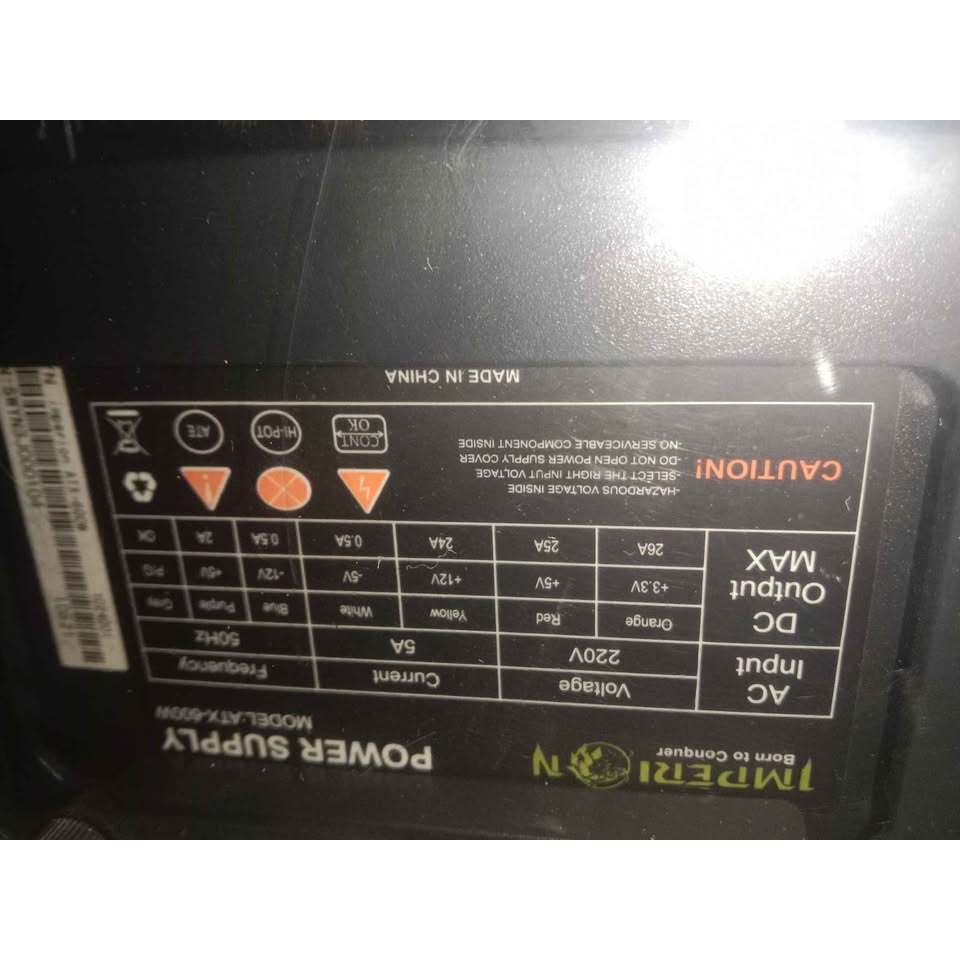 IMPERION
Born to Conquer
POWER SUPPLY
MODEL:ATX-600W
AC Input
Voltage Current Frequency
220V 5A 50Hz
DC Output MAX
Orange Red Yellow White Blue Purple Gray
+3.3V +5V +12V -5V -12V +5V P/G
26A 25A 24A 0.5A 0.5A 2A OK
CAUTION!
-HAZARDOUS VOLTAGE INSIDE
-SELECT THE RIGHT INPUT VOLTAGE
-DO NOT OPEN POWER SUPPLY COVER
-NO SERVICEABLE COMPONENT INSIDE
CONT OK
HI-POT
ATE
MADE IN CHINA